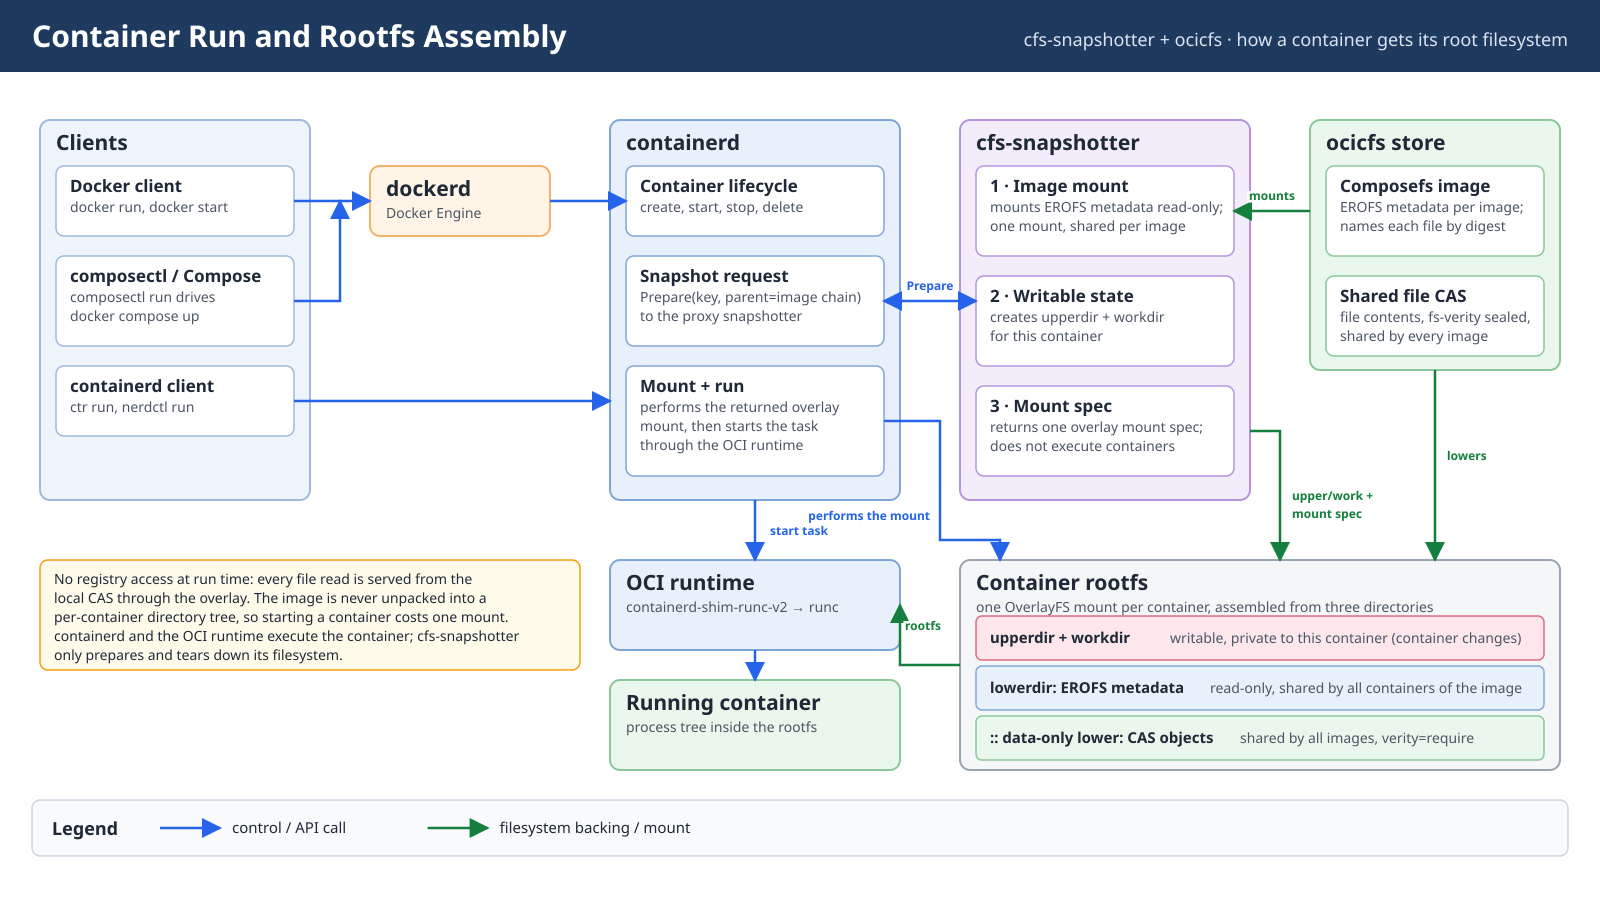 Container Run and Rootfs Assembly
cfs-snapshotter + ocicfs · how a container gets its root filesystem
Clients
Docker client
docker run, docker start
composectl / Compose
composectl run drives
docker compose up
containerd client
ctr run, nerdctl run
dockerd
Docker Engine
containerd
Container lifecycle
create, start, stop, delete
Snapshot request
Prepare(key, parent=image chain)
to the proxy snapshotter
Mount + run
performs the returned overlay
mount, then starts the task
through the OCI runtime
Prepare
cfs-snapshotter
1 · Image mount
mounts EROFS metadata read-only;
one mount, shared per image
2 · Writable state
creates upperdir + workdir
for this container
3 · Mount spec
returns one overlay mount spec;
does not execute containers
mounts
ocicfs store
Composefs image
EROFS metadata per image;
names each file by digest
Shared file CAS
file contents, fs-verity sealed,
shared by every image
lowers
upper/work +
mount spec
performs the mount
start task
No registry access at run time: every file read is served from the
local CAS through the overlay. The image is never unpacked into a
per-container directory tree, so starting a container costs one mount.
containerd and the OCI runtime execute the container; cfs-snapshotter
only prepares and tears down its filesystem.
OCI runtime
containerd-shim-runc-v2 → runc
rootfs
Running container
process tree inside the rootfs
Container rootfs
one OverlayFS mount per container, assembled from three directories
upperdir + workdir writable, private to this container (container changes)
lowerdir: EROFS metadata read-only, shared by all containers of the image
:: data-only lower: CAS objects shared by all images, verity=require
Legend
control / API call
filesystem backing / mount